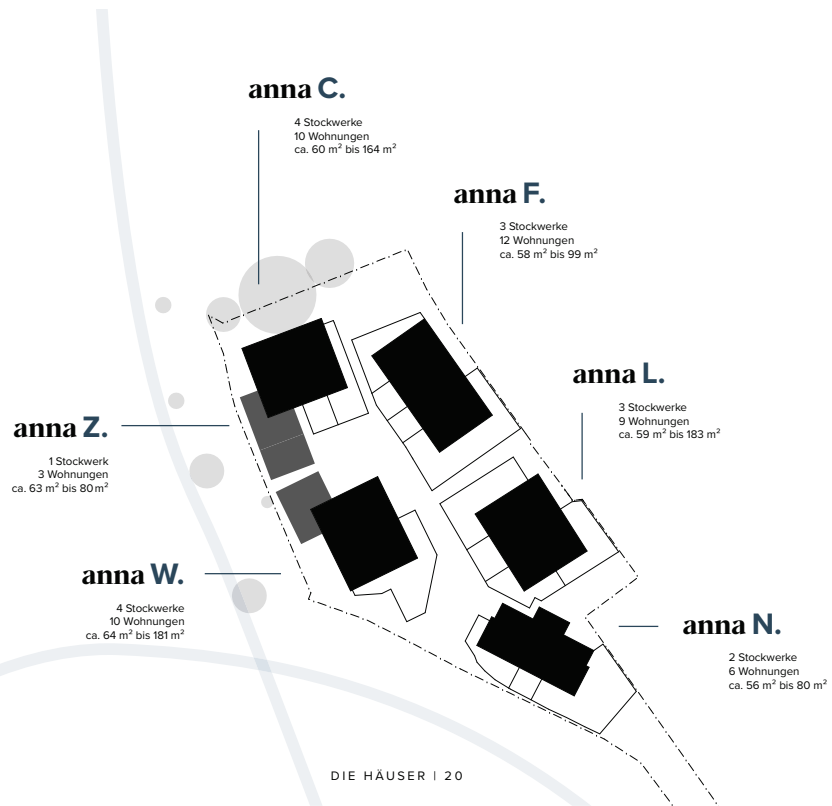 anna C.
4 Stockwerke
10 Wohnungen
ca. 60 m² bis 164 m²
anna F.
3 Stockwerke
12 Wohnungen
ca. 58 m² bis 99 m²
anna L.
3 Stockwerke
9 Wohnungen
ca. 59 m² bis 183 m²
anna Z.
1 Stockwerk
3 Wohnungen
ca. 63 m² bis 80 m²
anna W.
4 Stockwerke
10 Wohnungen
ca. 64 m² bis 181 m²
anna N.
2 Stockwerke
6 Wohnungen
ca. 56 m² bis 80 m²
DIE HÄUSER | 20